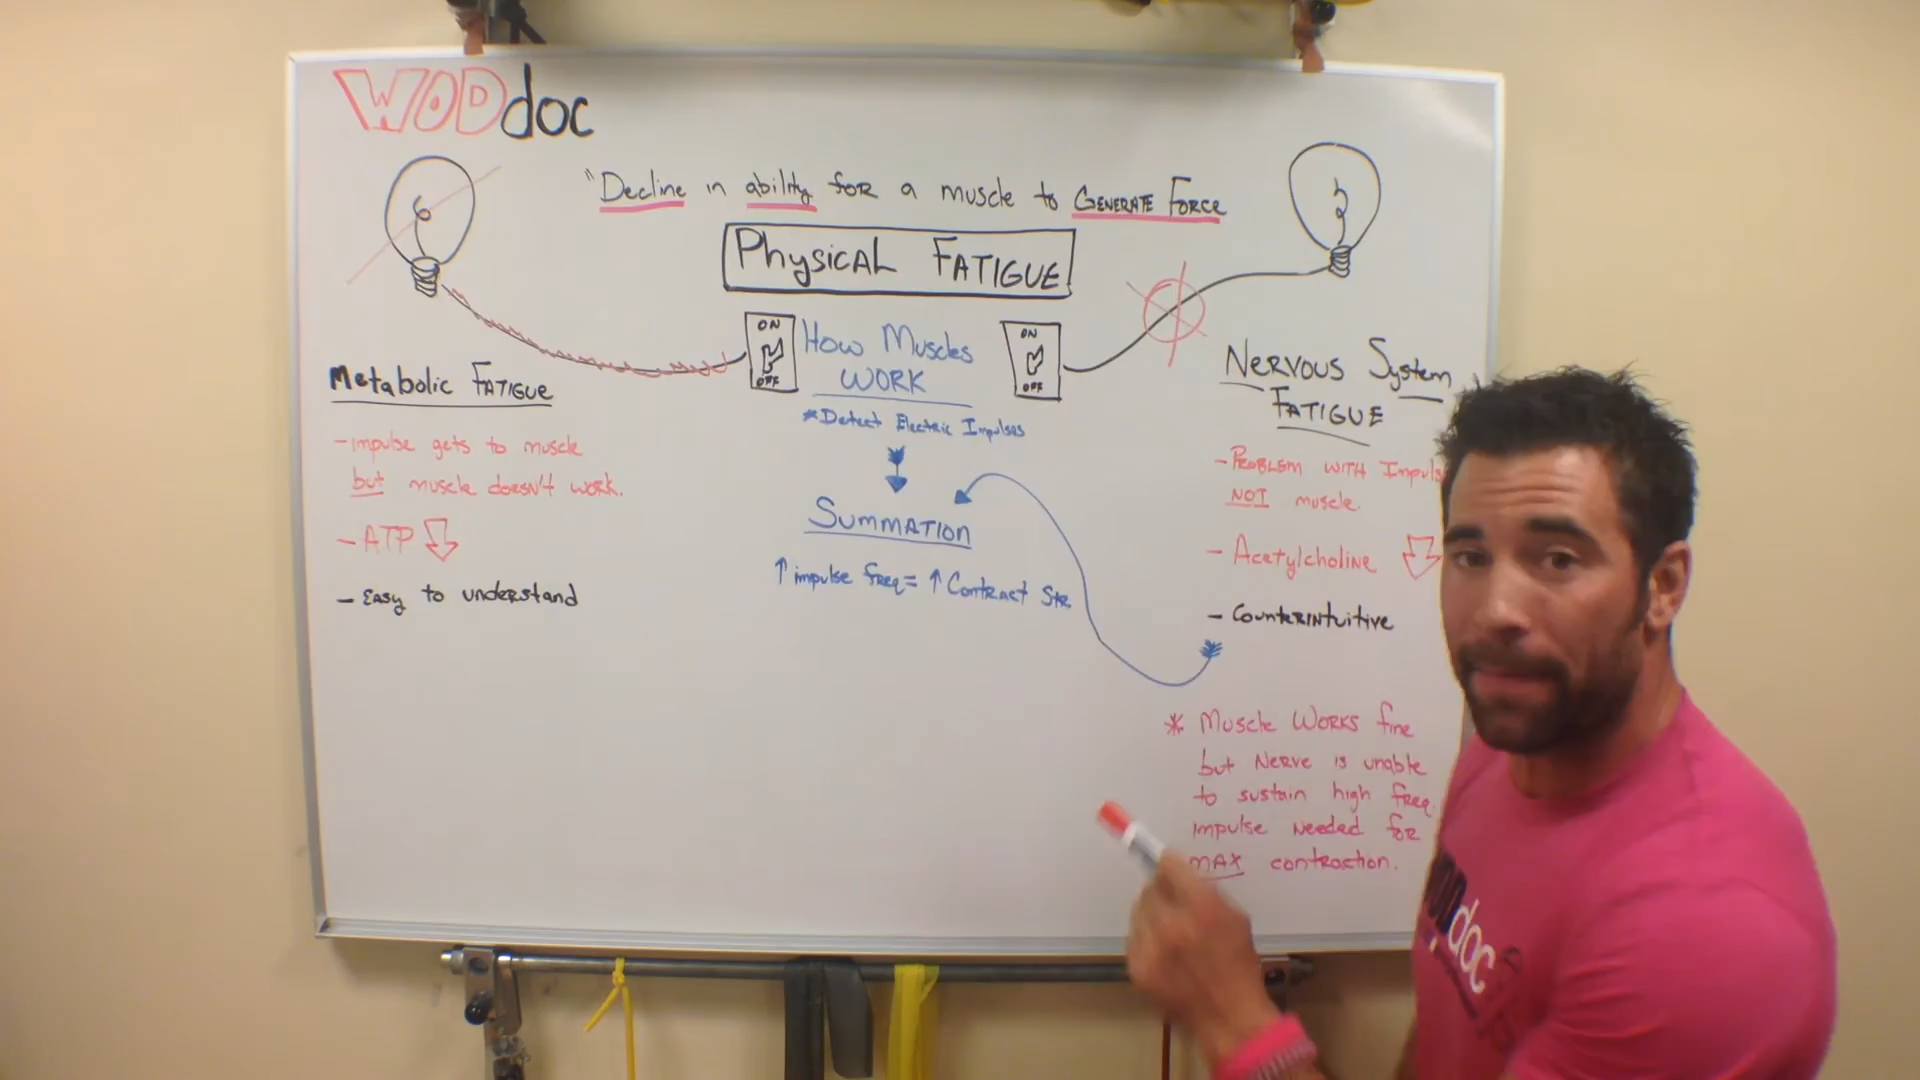 WODdoc
"Decline in ability for a muscle to Generate Force
Physical Fatigue
ON
OFF
How Muscles
Work
* Detect Electric Impulses
Summation
↑ impulse freq = ↑ Contract Str
ON
OFF
Metabolic Fatigue
- impulse gets to muscle
but muscle doesn't work.
- ATP
- Easy to understand
Nervous System
Fatigue
- Problem with Impuls
NOT muscle.
- Acetylcholine
- Counterintuitive
* Muscle Works fine
but Nerve is unable
to sustain high freq.
impulse needed for
max contraction.
doc